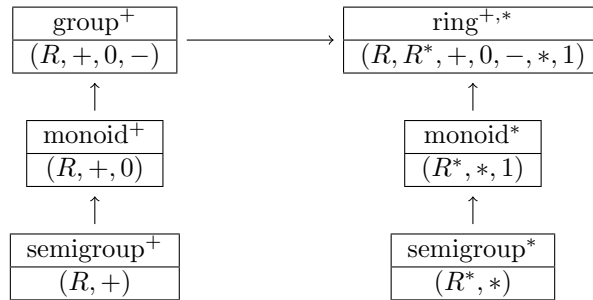 group⁺
(R, +, 0, −)
ring⁺,*
(R, R*, +, 0, −, *, 1)
monoid⁺
(R, +, 0)
monoid*
(R*, *, 1)
semigroup⁺
(R, +)
semigroup*
(R*, *)